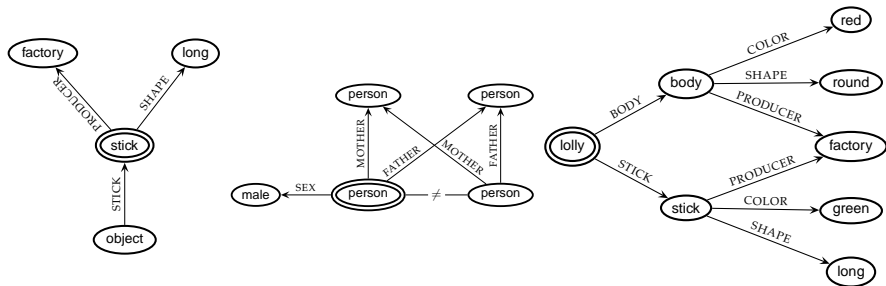 factory
long
PRODUCER
SHAPE
stick
STICK
object
person
person
MOTHER
FATHER
MOTHER
FATHER
male
SEX
person
≠
person
red
COLOR
body
SHAPE
round
BODY
PRODUCER
lolly
factory
STICK
PRODUCER
stick
COLOR
green
SHAPE
long